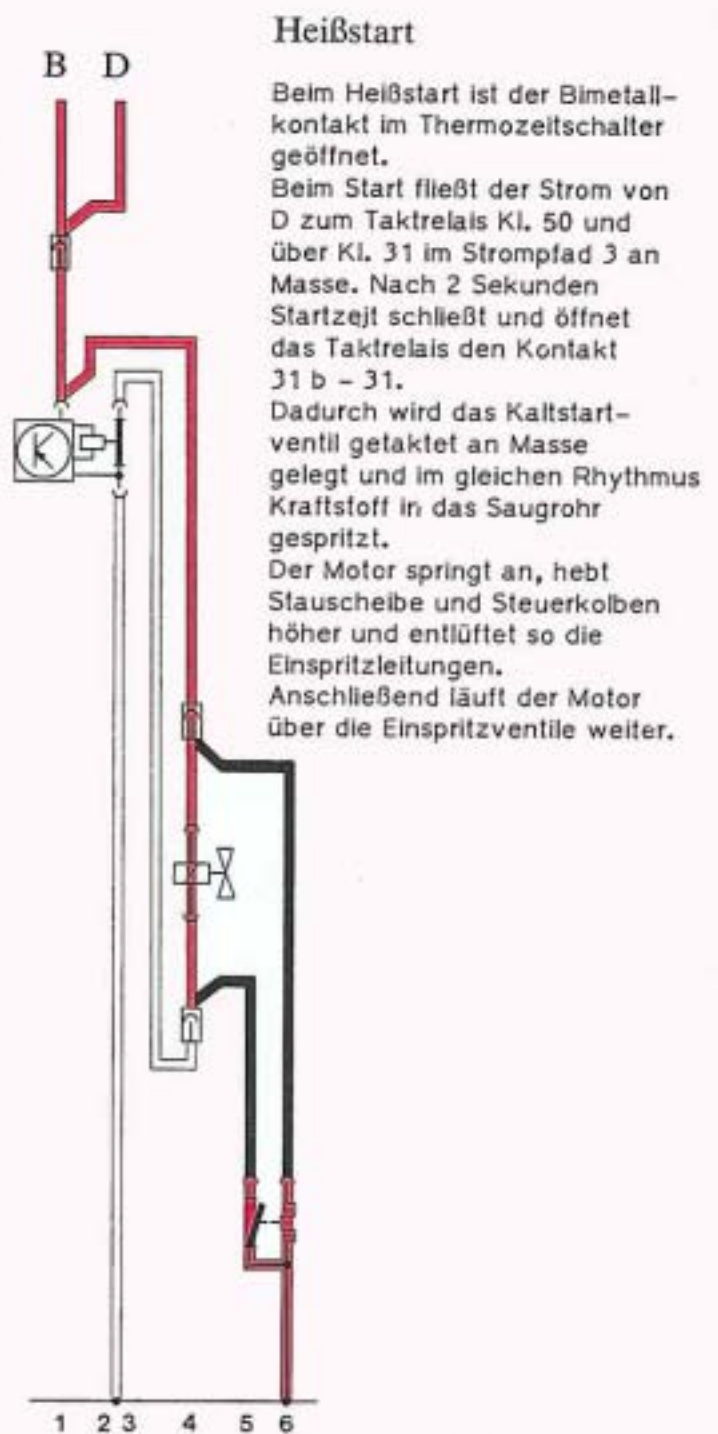 Heißstart
B D
Beim Heißstart ist der Bimetall-
kontakt im Thermozeitschalter
geöffnet.
Beim Start fließt der Strom von
D zum Taktrelais Kl. 50 und
über Kl. 31 im Strompfad 3 an
Masse. Nach 2 Sekunden
Startzejt schließt und öffnet
das Taktrelais den Kontakt
31 b - 31.
Dadurch wird das Kaltstart-
ventil getaktet an Masse
gelegt und im gleichen Rhythmus
Kraftstoff in das Saugrohr
gespritzt.
Der Motor springt an, hebt
Stauscheibe und Steuerkolben
höher und entlüftet so die
Einspritzleitungen.
Anschließend läuft der Motor
über die Einspritzventile weiter.
1 2 3 4 5 6